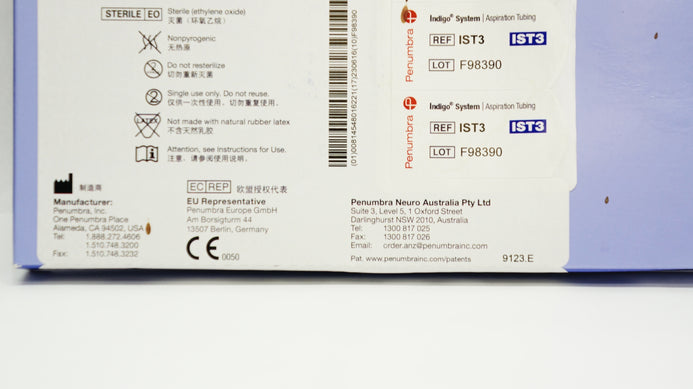 STERILE EO Sterile (ethylene oxide)
灭菌（环氧乙烷）
Nonpyrogenic
无热原
Do not resterilize
切勿重新灭菌
2 Single use only. Do not reuse.
仅供一次性使用。切勿重复使用。
LATEX Not made with natural rubber latex
不含天然乳胶
Attention, see Instructions for Use.
注意，请参阅使用说明。
(01)00814548016221(17)230616(10)F98390
Penumbra
Indigo® System | Aspiration Tubing
REF IST3 IST3
LOT F98390
Penumbra
Indigo® System | Aspiration Tubing
REF IST3 IST3
LOT F98390
制造商
Manufacturer:
Penumbra, Inc.
One Penumbra Place
Alameda, CA 94502, USA
Tel: 1.888.272.4606
1.510.748.3200
Fax: 1.510.748.3232
EC REP 欧盟授权代表
EU Representative
Penumbra Europe GmbH
Am Borsigturm 44
13507 Berlin, Germany
CE 0050
Penumbra Neuro Australia Pty Ltd
Suite 3, Level 5, 1 Oxford Street
Darlinghurst NSW 2010, Australia
Tel: 1300 817 025
Fax: 1300 817 026
Email: order.anz@penumbrainc.com
Pat. www.penumbrainc.com/patents
9123.E